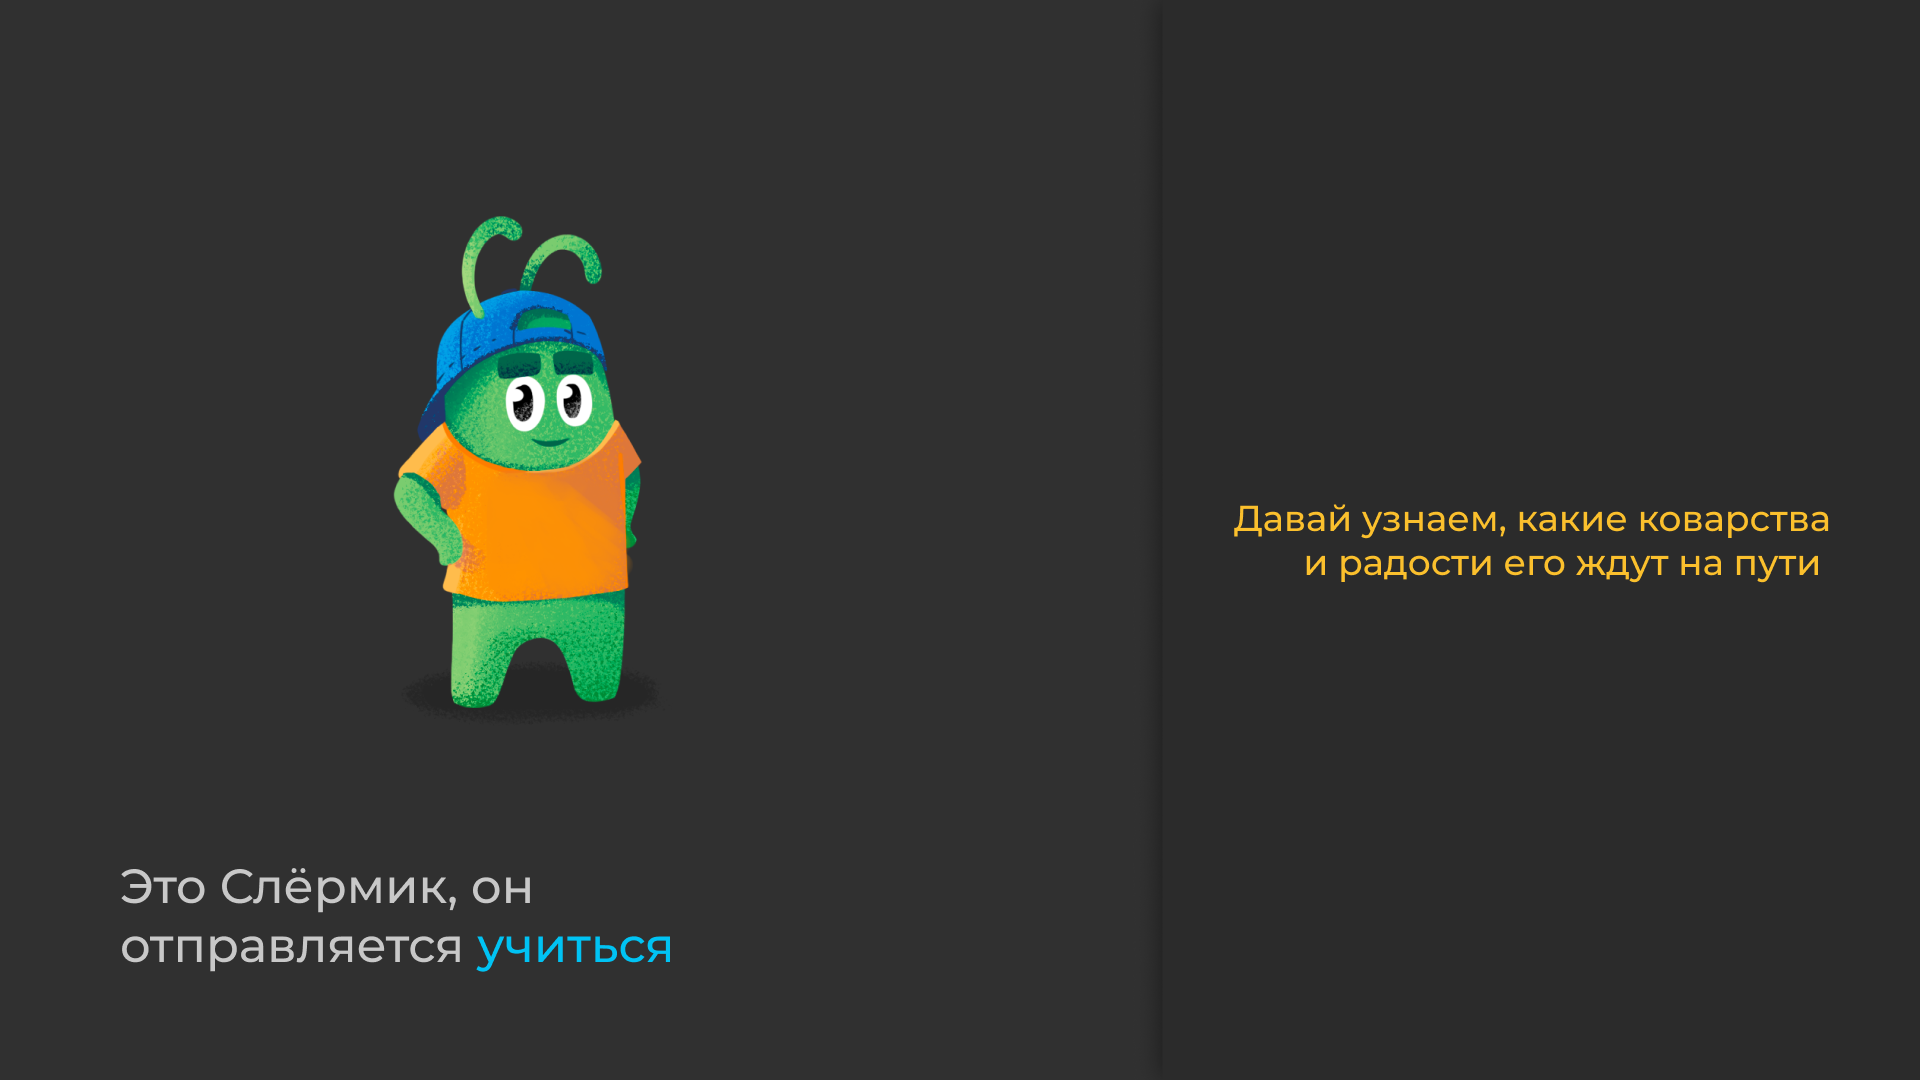 Это Слёрмик, он
отправляется учиться
Давай узнаем, какие коварства
и радости его ждут на пути